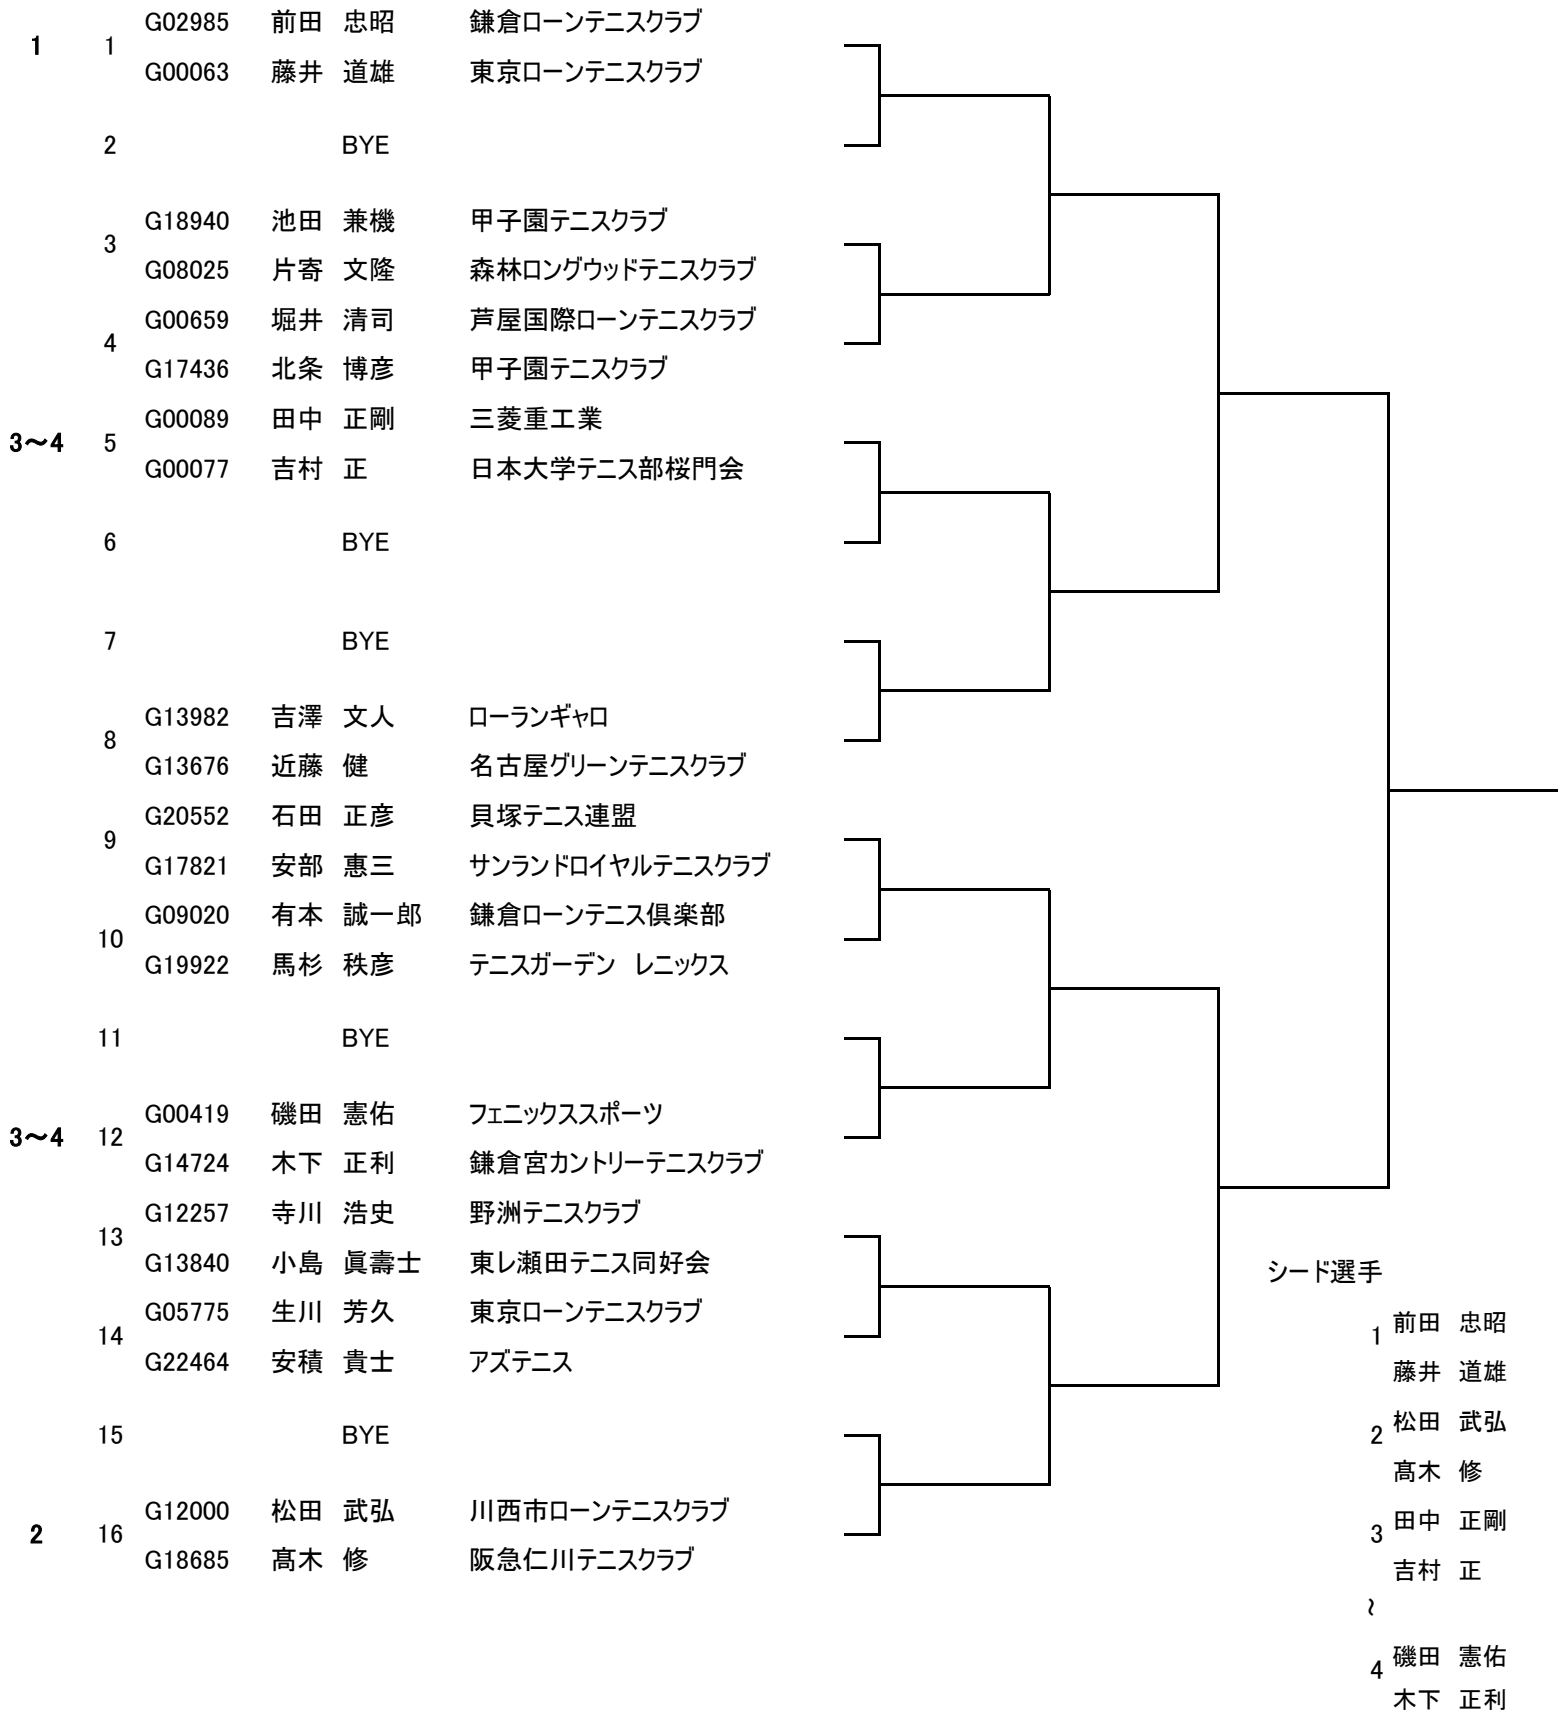 G02985 前田 忠昭 鎌倉ローンテニスクラブ
1 1
G00063 藤井 道雄 東京ローンテニスクラブ
2 BYE
G18940 池田 兼機 甲子園テニスクラブ
3
G08025 片寄 文隆 森林ロングウッドテニスクラブ
G00659 堀井 清司 芦屋国際ローンテニスクラブ
4
G17436 北条 博彦 甲子園テニスクラブ
G00089 田中 正剛 三菱重工業
3～4 5
G00077 吉村 正 日本大学テニス部桜門会
6 BYE
7 BYE
G13982 吉澤 文人 ローランギャロ
8
G13676 近藤 健 名古屋グリーンテニスクラブ
G20552 石田 正彦 貝塚テニス連盟
9
G17821 安部 惠三 サンランドロイヤルテニスクラブ
G09020 有本 誠一郎 鎌倉ローンテニス倶楽部
10
G19922 馬杉 秩彦 テニスガーデン レニックス
11 BYE
G00419 磯田 憲佑 フェニックススポーツ
3～4 12
G14724 木下 正利 鎌倉宮カントリーテニスクラブ
G12257 寺川 浩史 野洲テニスクラブ
13
G13840 小島 眞壽士 東レ瀬田テニス同好会
G05775 生川 芳久 東京ローンテニスクラブ
14
G22464 安積 貴士 アズテニス
15 BYE
G12000 松田 武弘 川西市ローンテニスクラブ
2 16
G18685 髙木 修 阪急仁川テニスクラブ
シード選手
1 前田 忠昭
藤井 道雄
2 松田 武弘
髙木 修
3 田中 正剛
吉村 正
～
4 磯田 憲佑
木下 正利